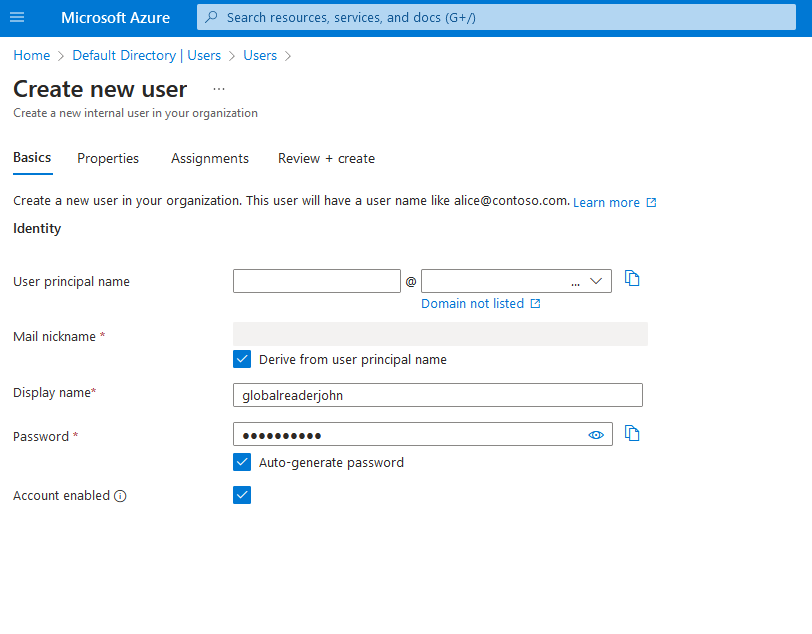 Microsoft Azure
Search resources, services, and docs (G+/)
Home > Default Directory | Users > Users >
Create new user ...
Create a new internal user in your organization
Basics Properties Assignments Review + create
Create a new user in your organization. This user will have a user name like alice@contoso.com. Learn more
Identity
User principal name @ ...
Domain not listed
Mail nickname *
Derive from user principal name
Display name* globalreaderjohn
Password * ●●●●●●●●●●
Auto-generate password
Account enabled